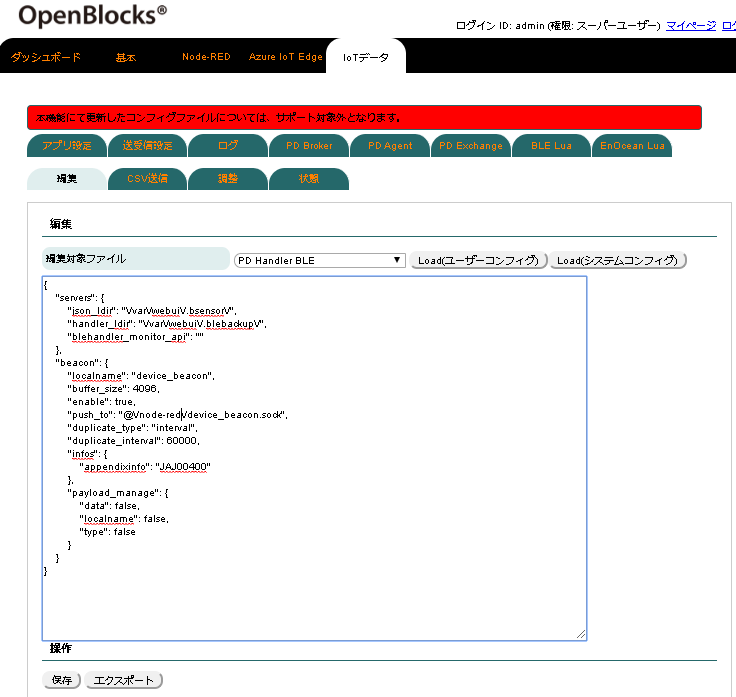 OpenBlocks®
ログイン ID: admin (権限: スーパーユーザー) マイページ ログ
ダッシュボード 基本 Node-RED Azure IoT Edge IoTデータ
本機能にて更新したコンフィグファイルについては、サポート対象外となります。
アプリ設定 送受信設定 ログ PD Broker PD Agent PD Exchange BLE Lua EnOcean Lua
編集 CSV送信 調整 状態
編集
編集対象ファイル PD Handler BLE ▼ Load(ユーザーコンフィグ) Load(システムコンフィグ)
{
"servers": {
"json_ldir": "\/var\/webui\/.bsensor\/",
"handler_ldir": "\/var\/webui\/.blebackup\/",
"blehandler_monitor_api": ""
},
"beacon": {
"localname": "device_beacon",
"buffer_size": 4096,
"enable": true,
"push_to": "@\/node-red\/device_beacon.sock",
"duplicate_type": "interval",
"duplicate_interval": 60000,
"infos": {
"appendixinfo": "JAJ00400"
},
"payload_manage": {
"data": false,
"localname": false,
"type": false
}
}
}
操作
保存 エクスポート